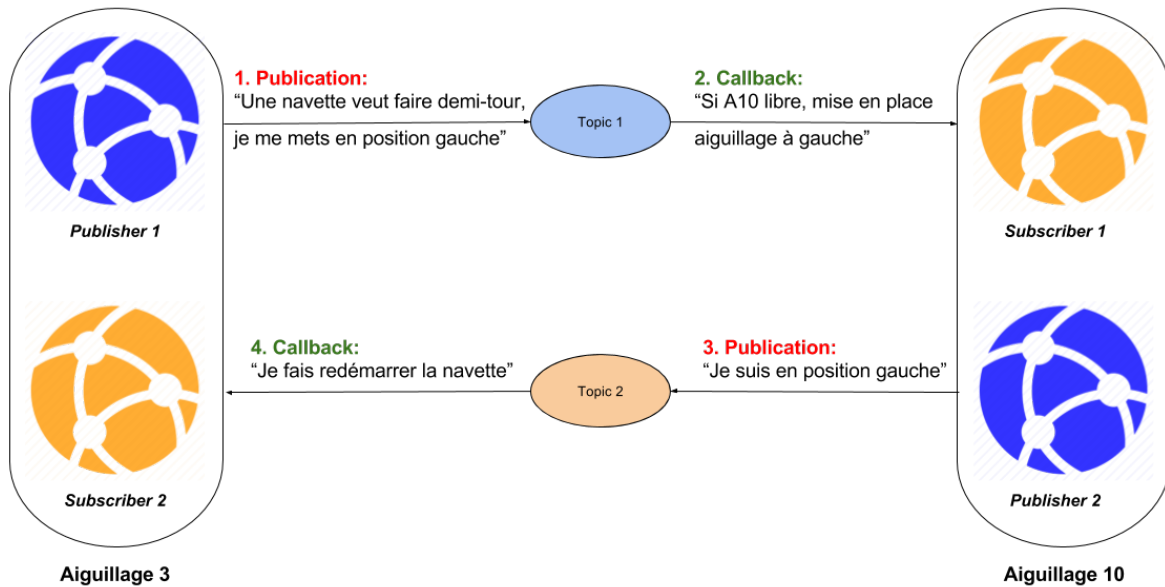 1. Publication:
“Une navette veut faire demi-tour,
je me mets en position gauche”
Topic 1
2. Callback:
“Si A10 libre, mise en place
aiguillage à gauche”
Publisher 1
Subscriber 1
4. Callback:
“Je fais redémarrer la navette”
Topic 2
3. Publication:
“Je suis en position gauche”
Subscriber 2
Publisher 2
Aiguillage 3
Aiguillage 10